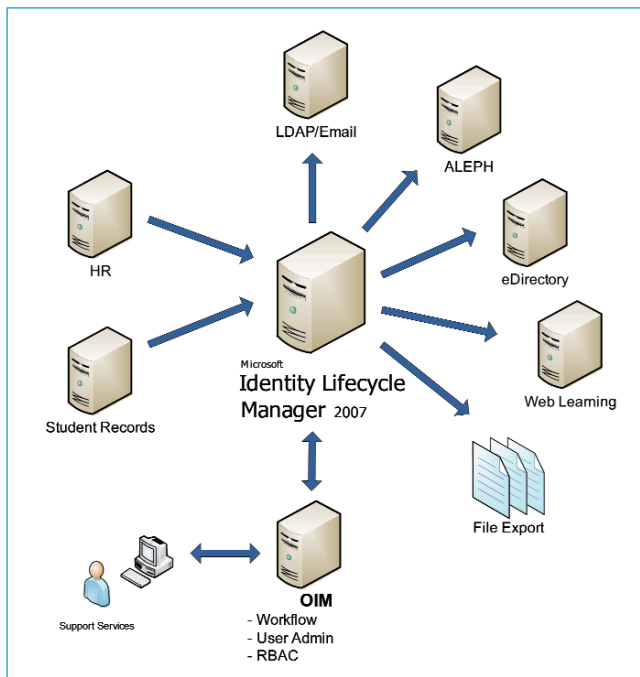 LDAP/Email
ALEPH
HR
eDirectory
Student Records
Microsoft
Identity Lifecycle
Manager 2007
Web Learning
File Export
Support Services
OIM
- Workflow
- User Admin
- RBAC